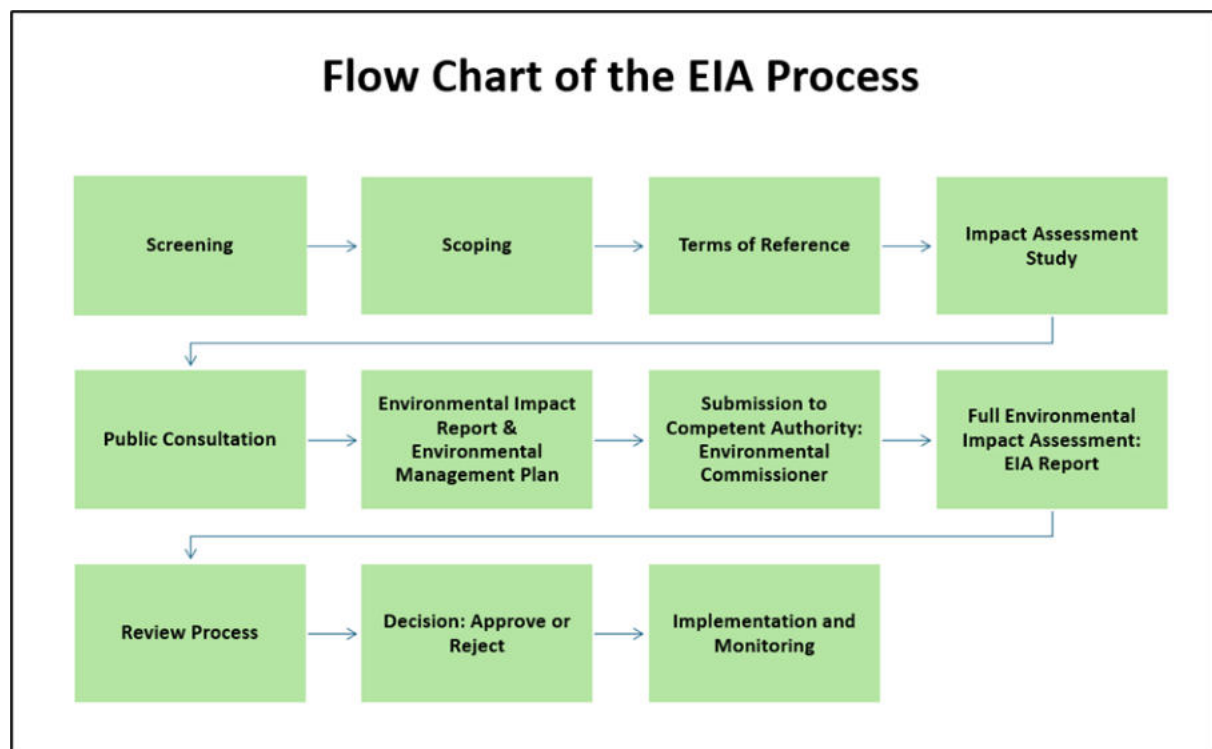 Flow Chart of the EIA Process
Screening
Scoping
Terms of Reference
Impact Assessment
Study
Public Consultation
Environmental Impact
Report &
Environmental
Management Plan
Submission to
Competent Authority:
Environmental
Commissioner
Full Environmental
Impact Assessment:
EIA Report
Review Process
Decision: Approve or
Reject
Implementation and
Monitoring